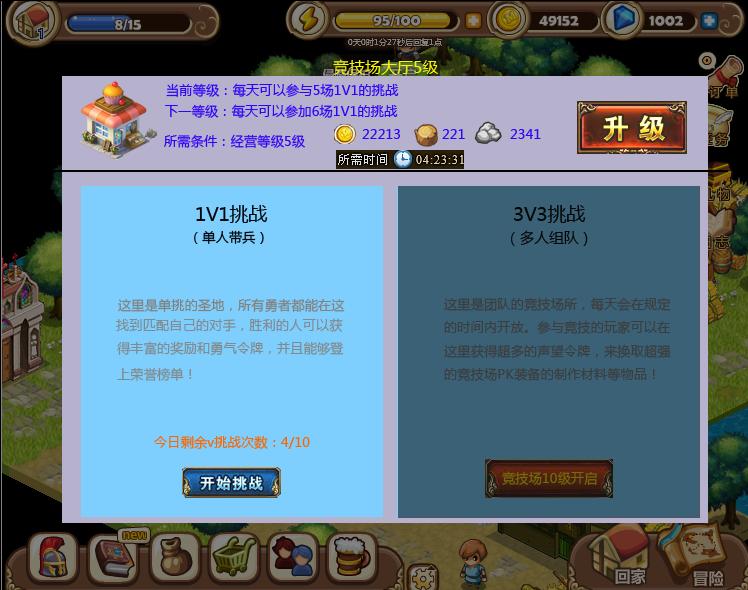 1
8/15
95/100
49152
1002
0天0时1分27秒后回复1点
竞技场大厅5级
当前等级：每天可以参与5场1V1的挑战
下一等级：每天可以参加6场1V1的挑战
所需条件：经营等级5级
22213
221
2341
所需时间
04:23:31
升级
订单
1V1挑战
（单人带兵）
这里是单挑的圣地，所有勇者都能在这
找到匹配自己的对手，胜利的人可以获
得丰富的奖励和勇气令牌，并且能够登
上荣誉榜单！
今日剩余v挑战次数：4/10
开始挑战
3V3挑战
（多人组队）
这里是团队的竞技场所，每天会在规定
的时间内开放。参与竞技的玩家可以在
这里获得超多的声望令牌，来换取超强
的竞技场PK装备的制作材料等物品！
竞技场10级开启
new
回家
冒险